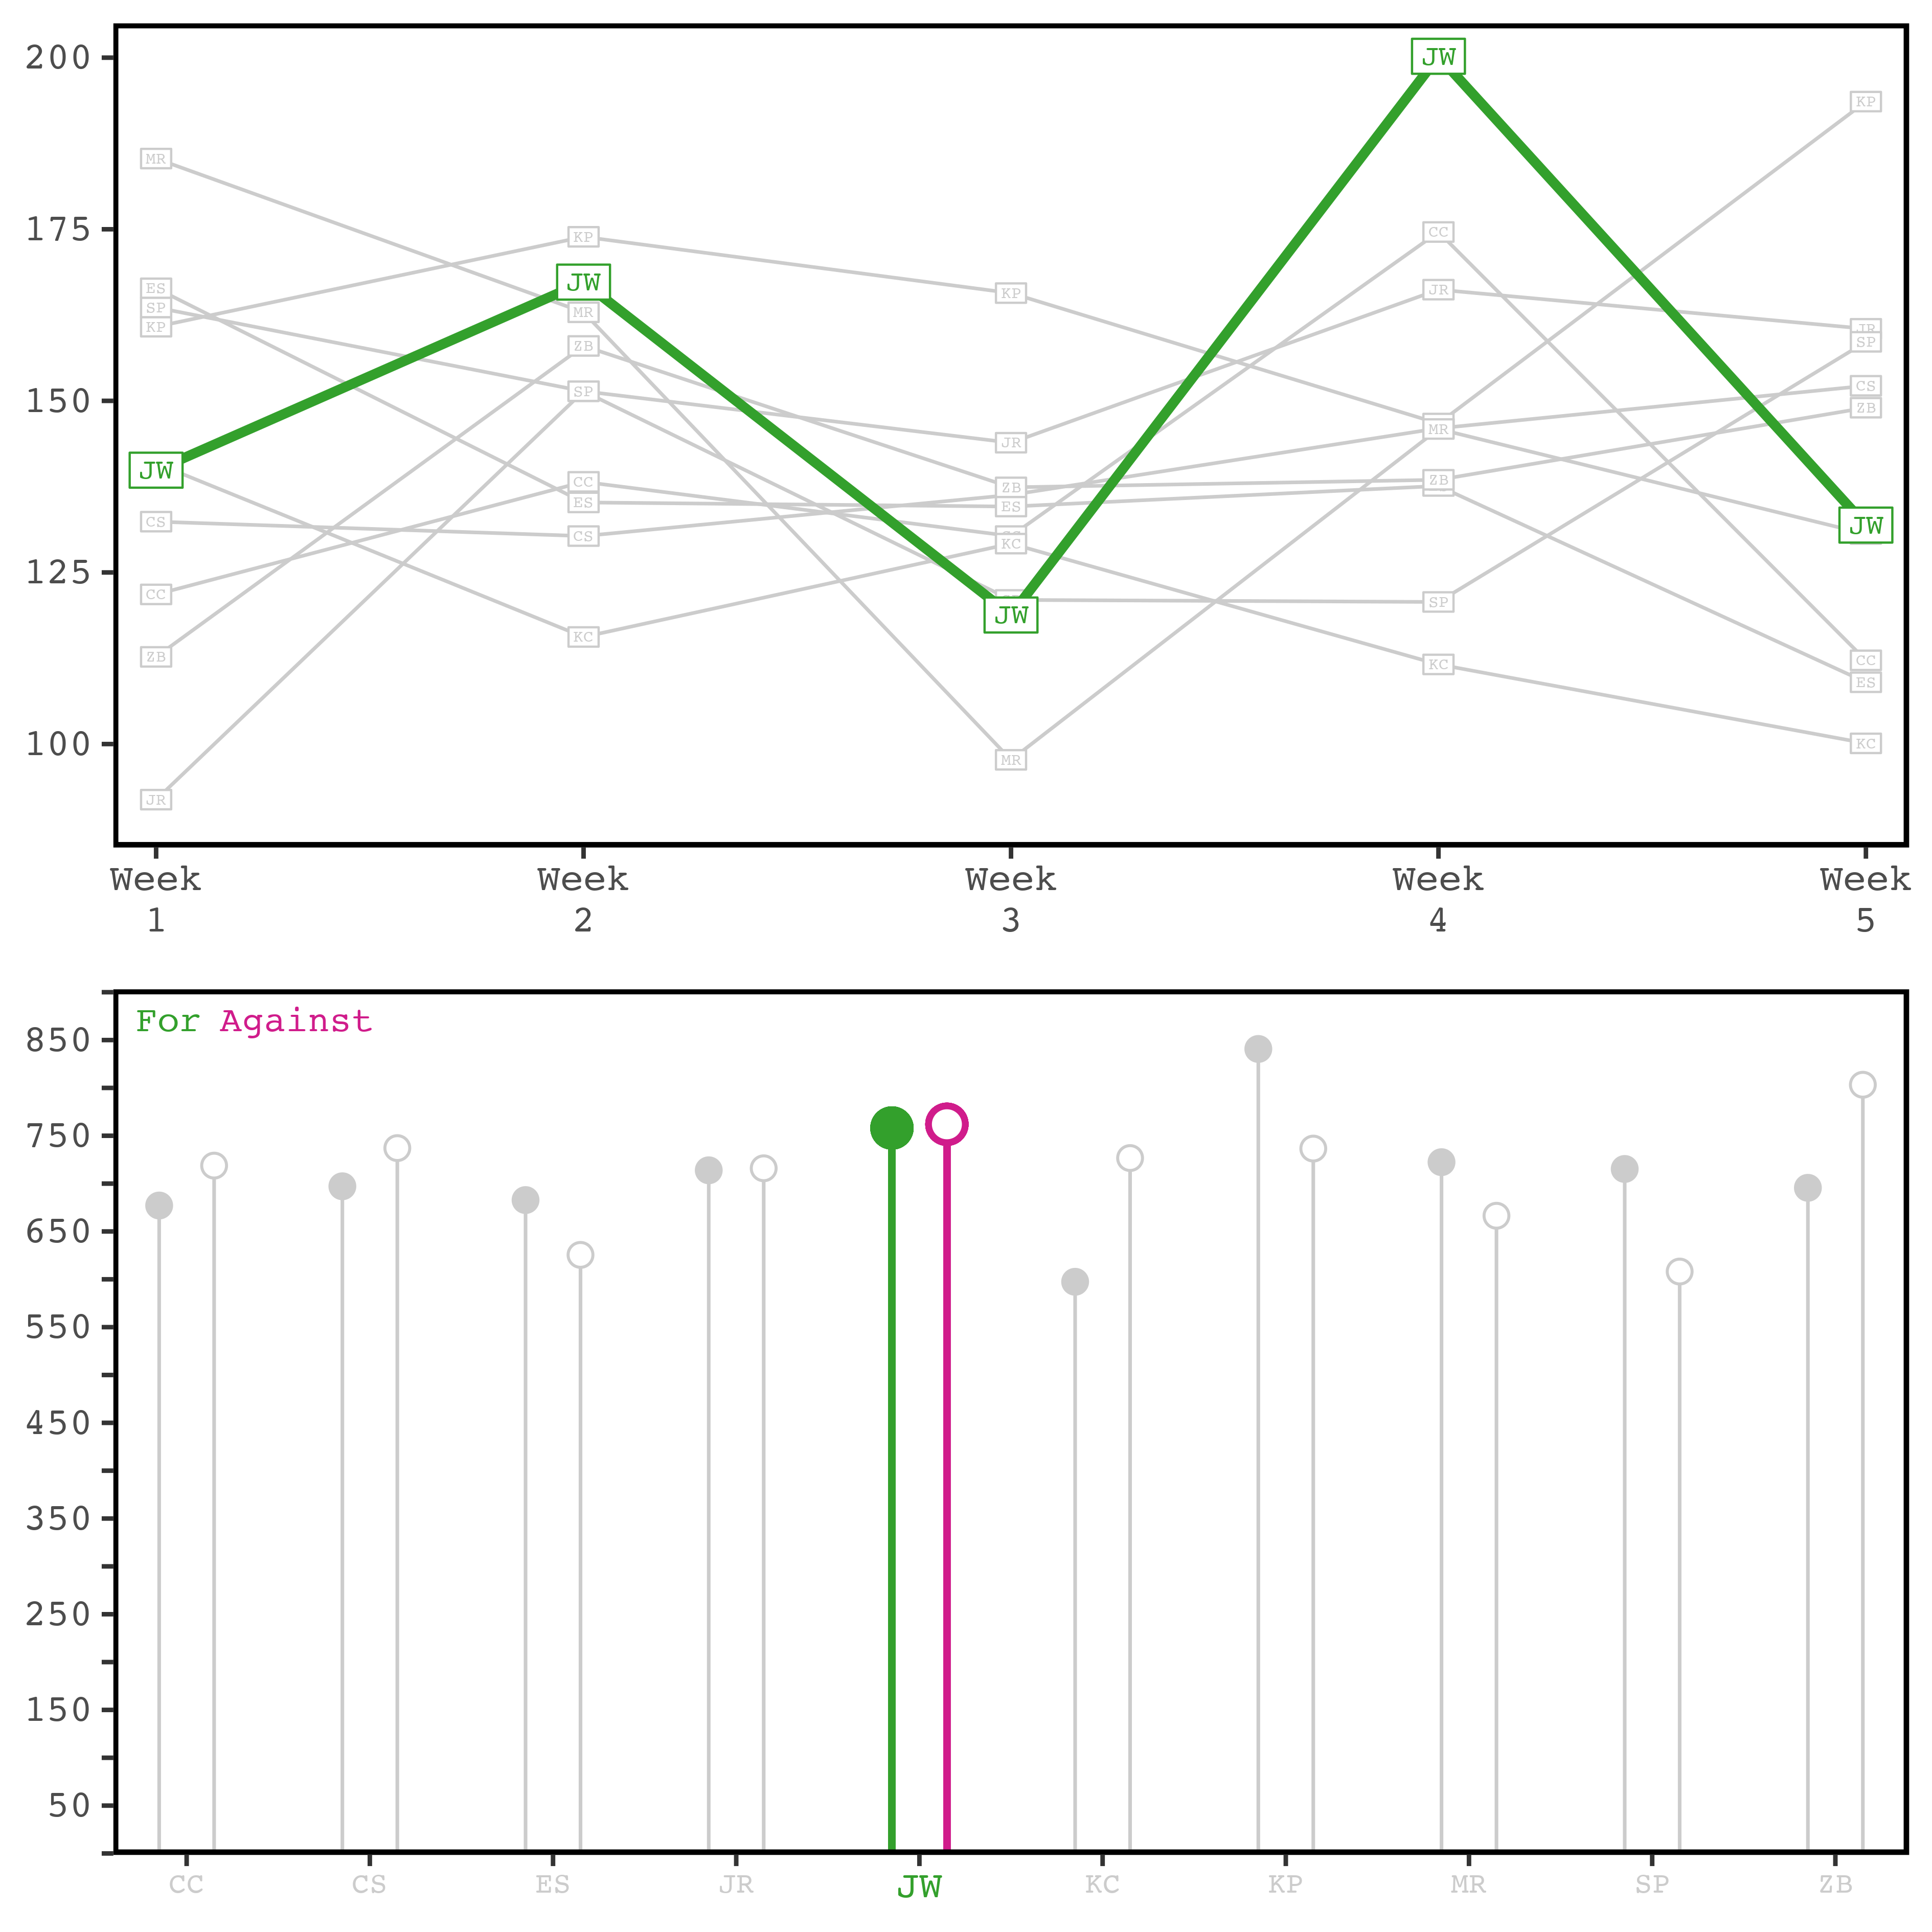 200
175
150
125
100
MR
ES
SP
KP
JW
CS
CC
ZB
JR
KP
JW
MR
ZB
SP
CC
ES
CS
KC
KP
JR
ZB
ES
KC
JW
MR
JW
CC
JR
MR
ZB
SP
KC
KP
JR
SP
CS
ZB
JW
CC
ES
KC
Week Week Week Week Week
1 2 3 4 5
For Against
850
750
650
550
450
350
250
150
50
CC CS ES JR JW KC KP MR SP ZB